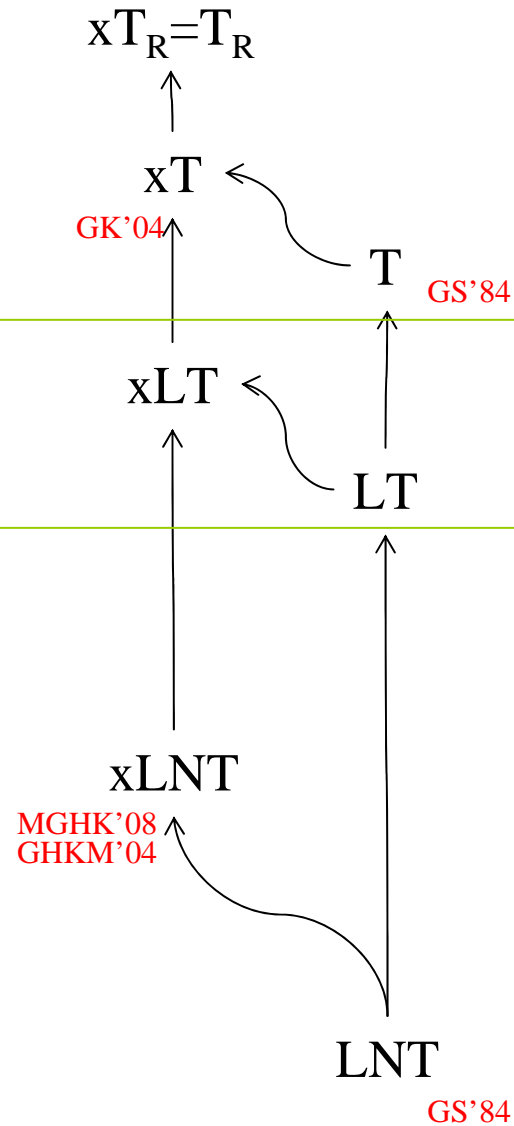 xT_R=T_R
xT
GK’04
T
GS’84
xLT
LT
xLNT
MGHK’08
GHKM’04
LNT
GS’84